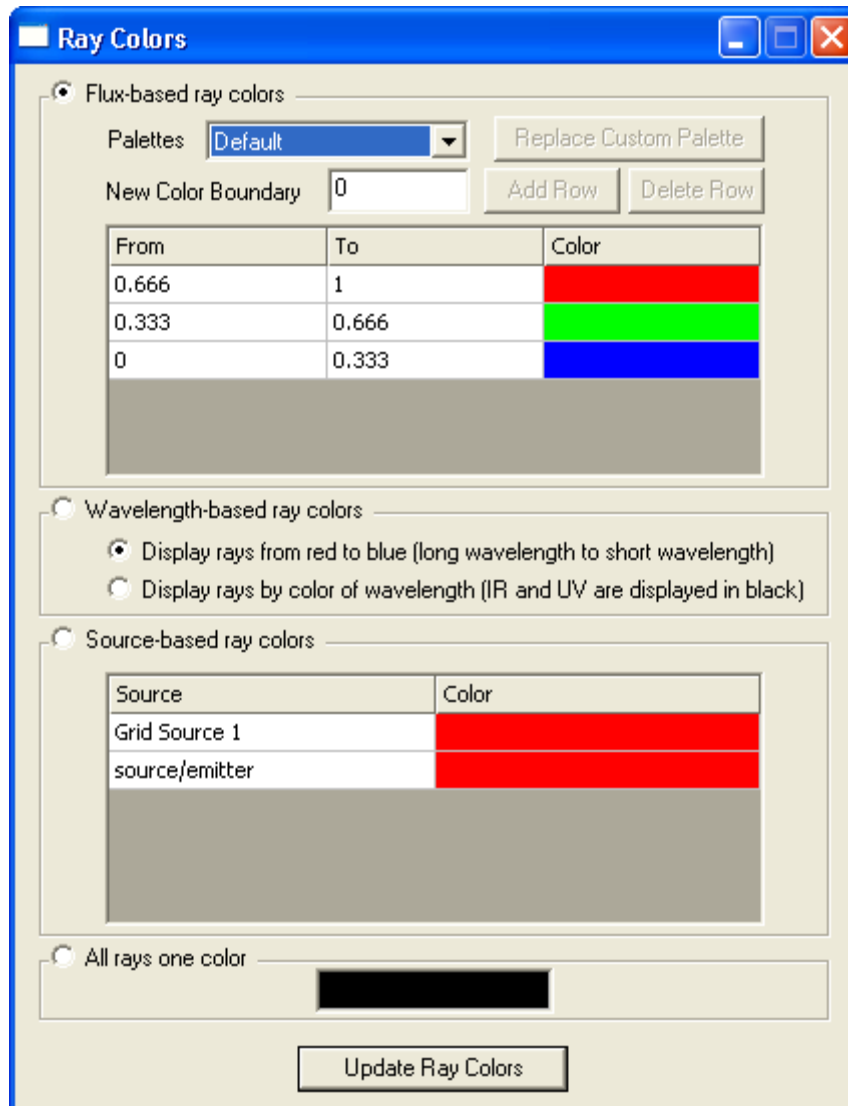 Ray Colors
Flux-based ray colors
Palettes Default Replace Custom Palette
New Color Boundary 0 Add Row Delete Row
From To Color
0.666 1
0.333 0.666
0 0.333
Wavelength-based ray colors
Display rays from red to blue (long wavelength to short wavelength)
Display rays by color of wavelength (IR and UV are displayed in black)
Source-based ray colors
Source Color
Grid Source 1
source/emitter
All rays one color
Update Ray Colors